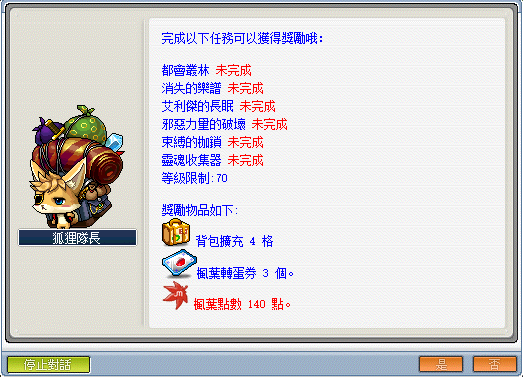 完成以下任務可以獲得獎勵哦:
都會叢林 未完成
消失的樂譜 未完成
艾利傑的長眠 未完成
邪惡力量的破壞 未完成
束縛的枷鎖 未完成
靈魂收集器 未完成
等級限制:70
獎勵物品如下:
背包擴充 4 格
楓葉轉蛋券 3 個。
楓葉點數 140 點。
狐狸隊長
停止對話
是
否